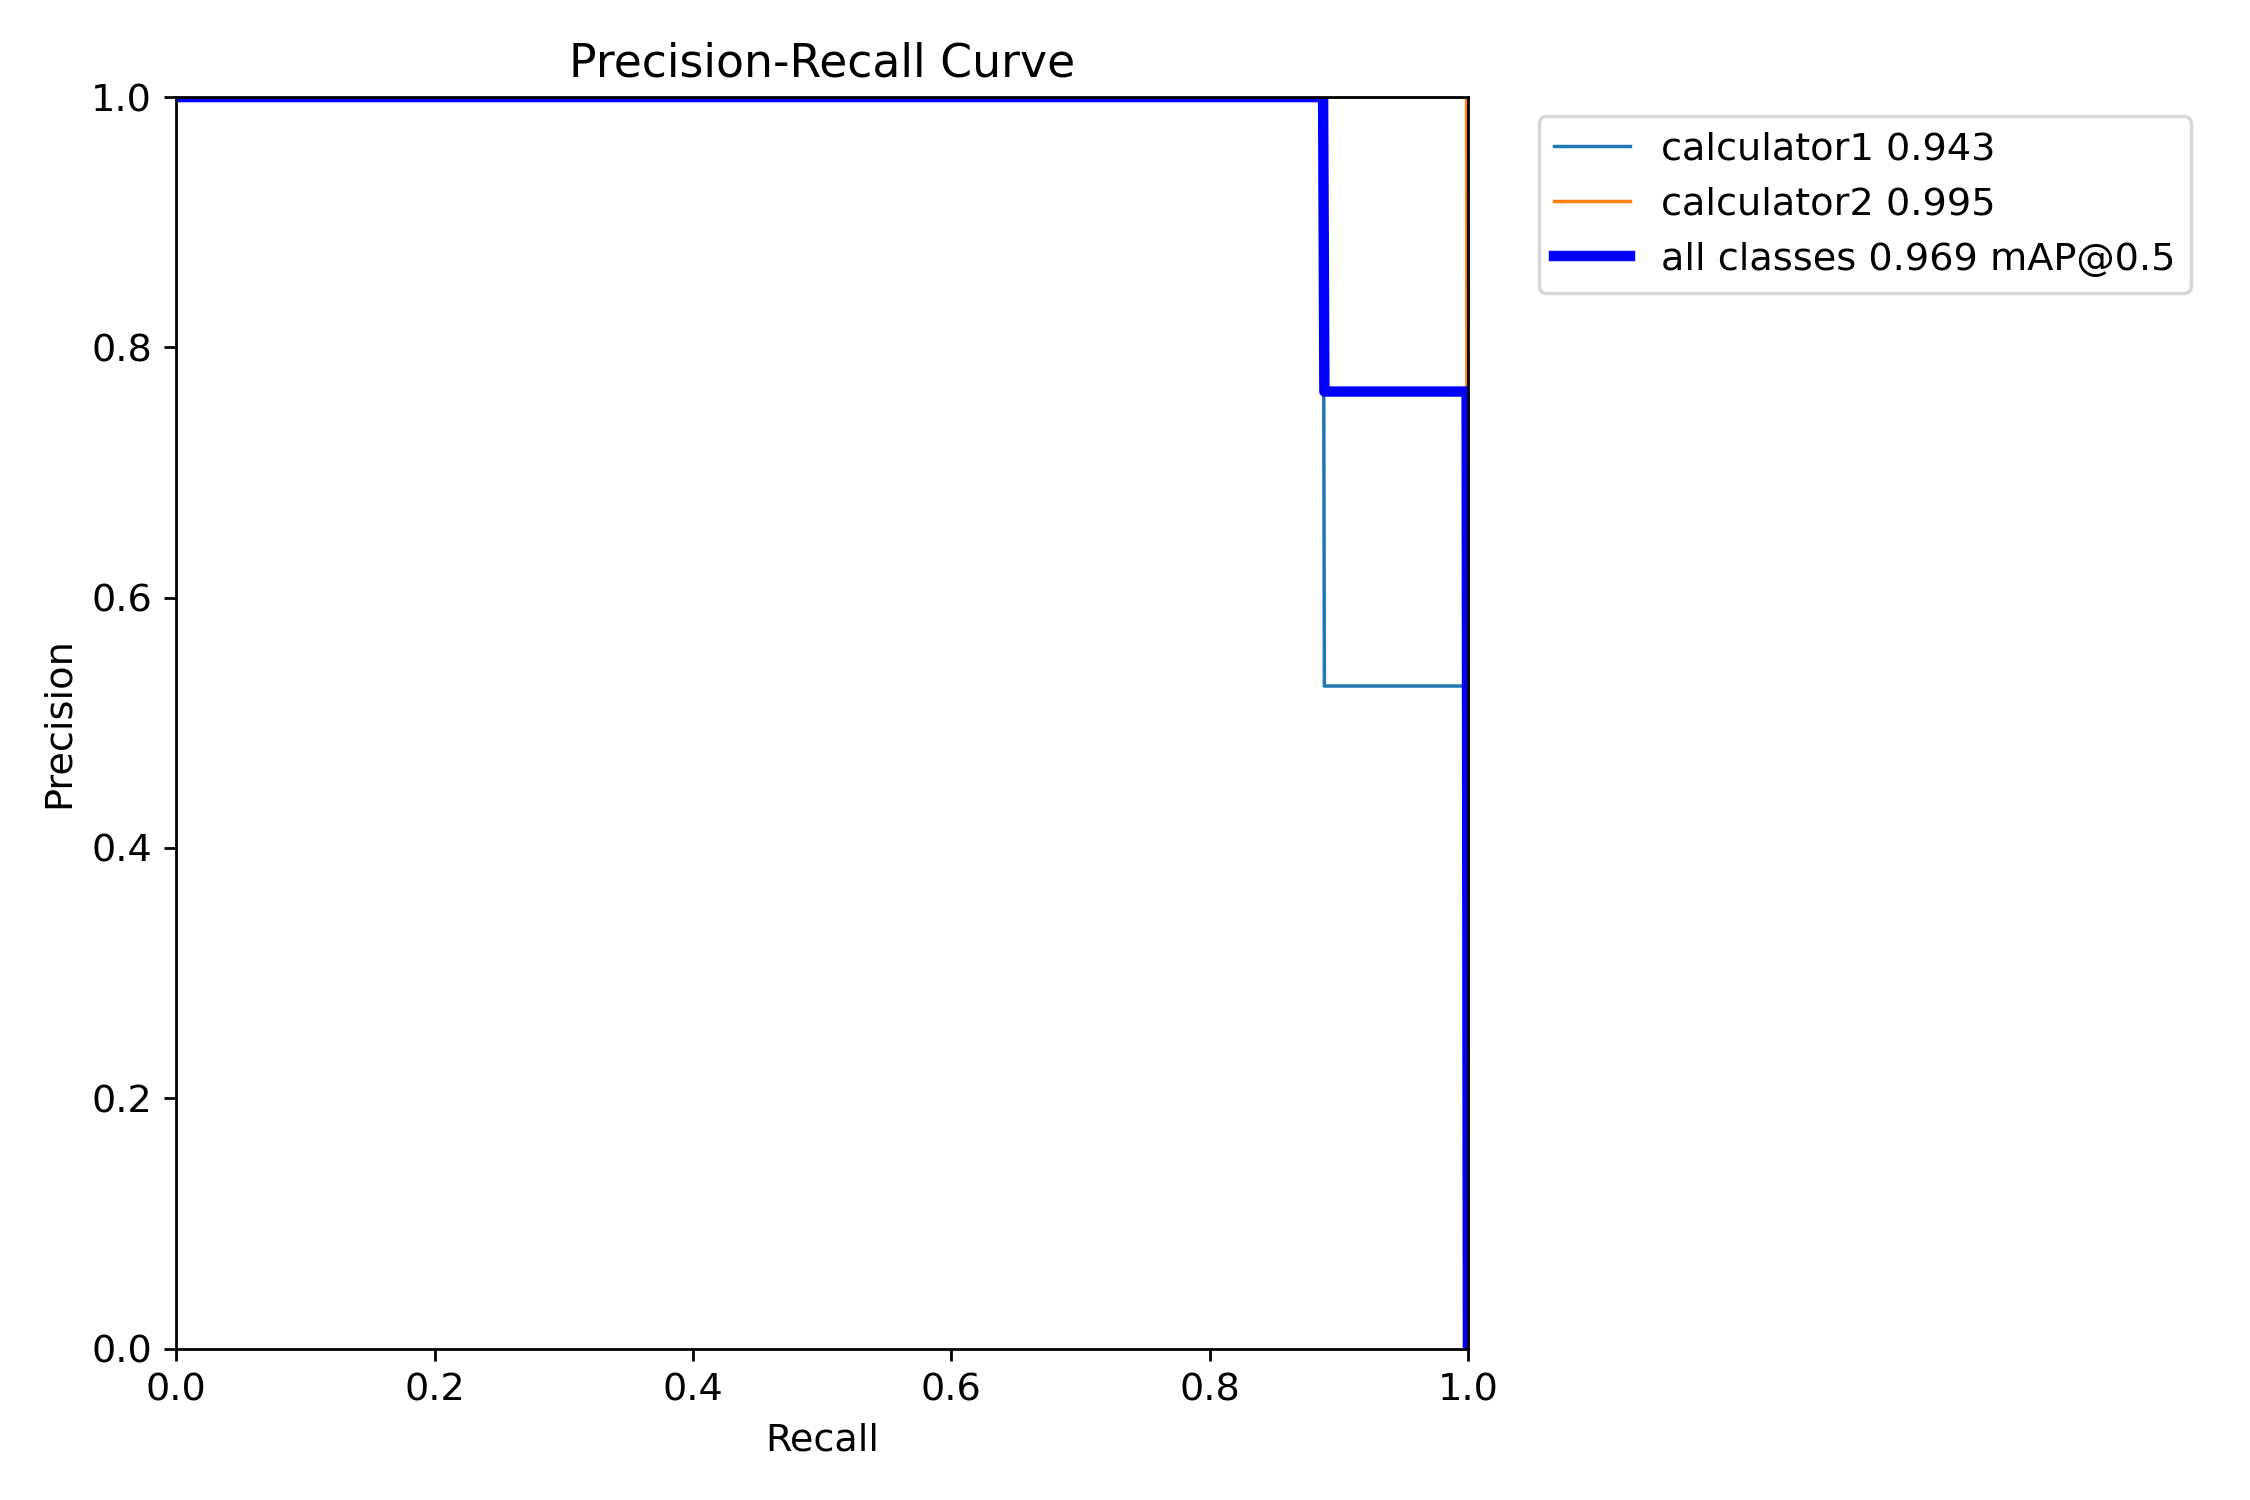 Precision-Recall Curve
1.0
0.8
0.6
0.4
0.2
0.0
Precision
0.0 0.2 0.4 0.6 0.8 1.0
Recall
calculator1 0.943
calculator2 0.995
all classes 0.969 mAP@0.5